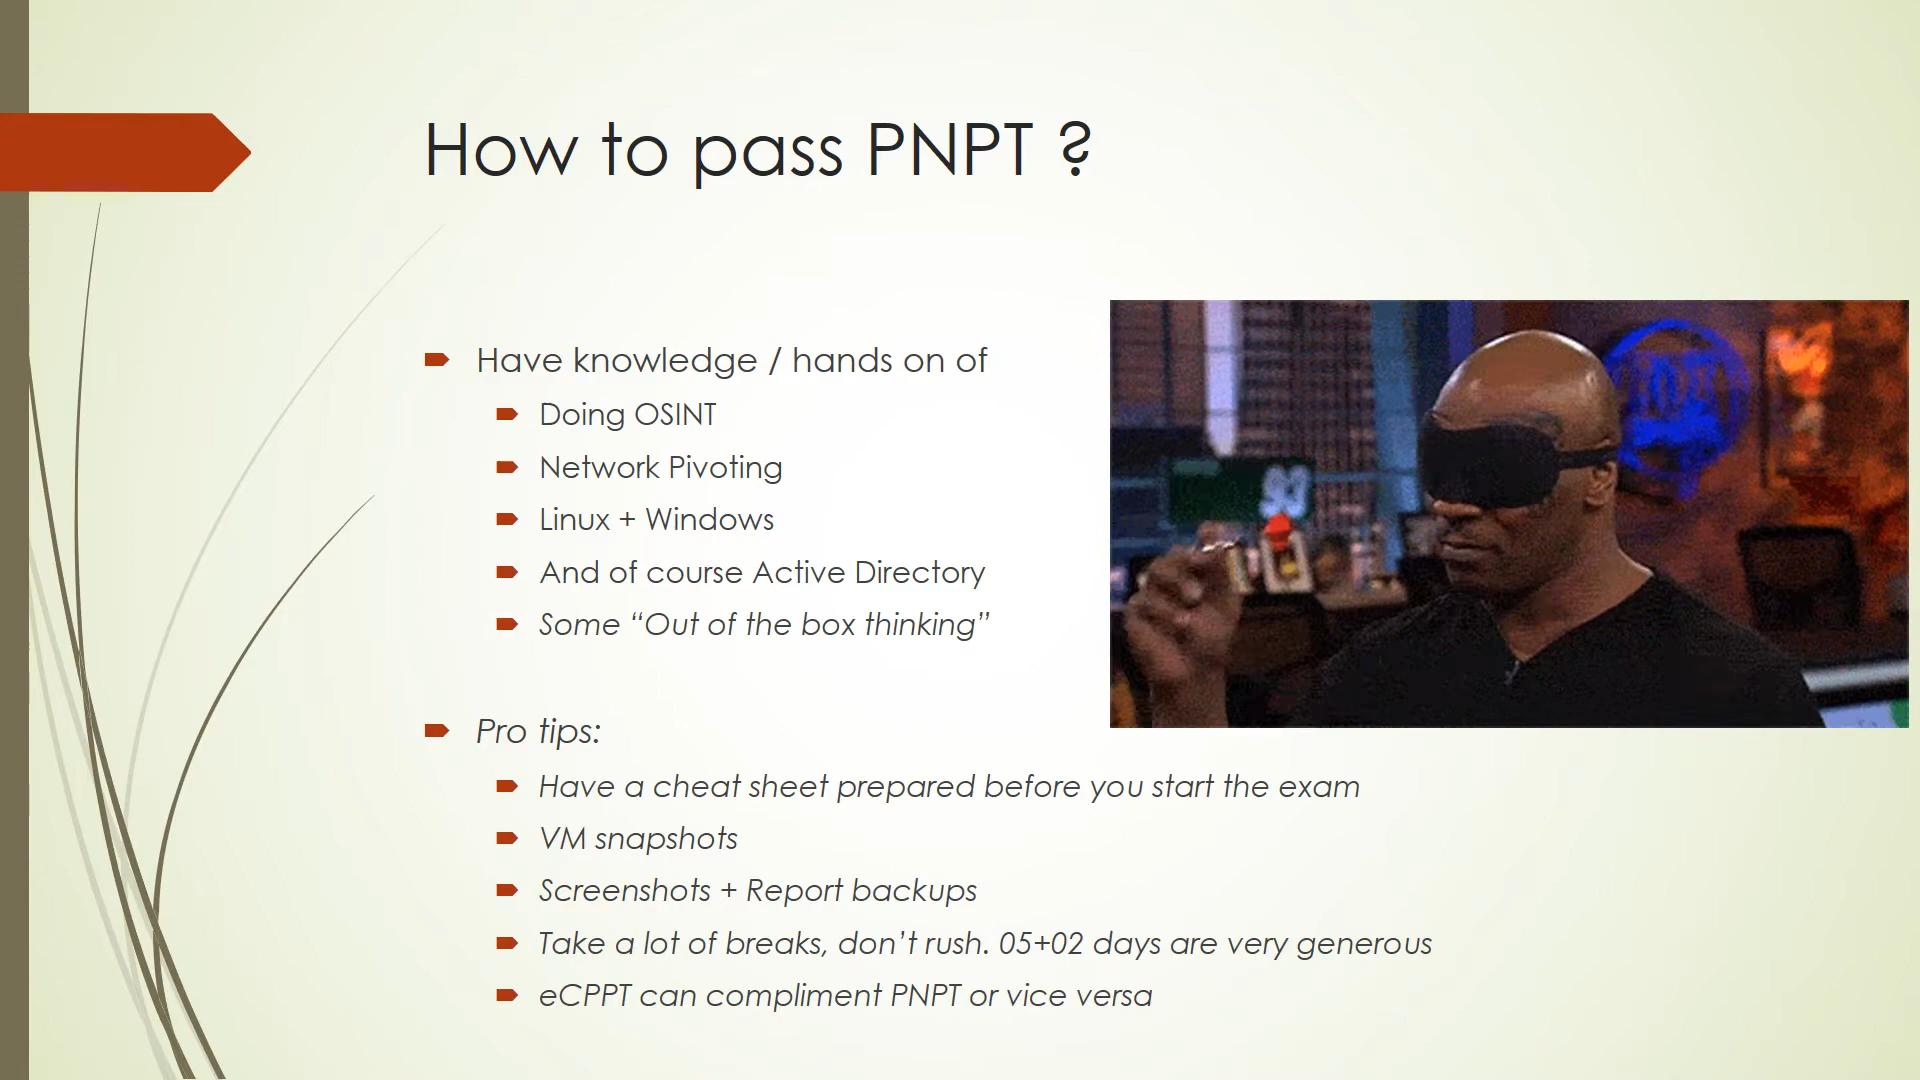 How to pass PNPT ?
Have knowledge / hands on of
Doing OSINT
Network Pivoting
Linux + Windows
And of course Active Directory
Some “Out of the box thinking”
Pro tips:
Have a cheat sheet prepared before you start the exam
VM snapshots
Screenshots + Report backups
Take a lot of breaks, don’t rush. 05+02 days are very generous
eCPPT can compliment PNPT or vice versa